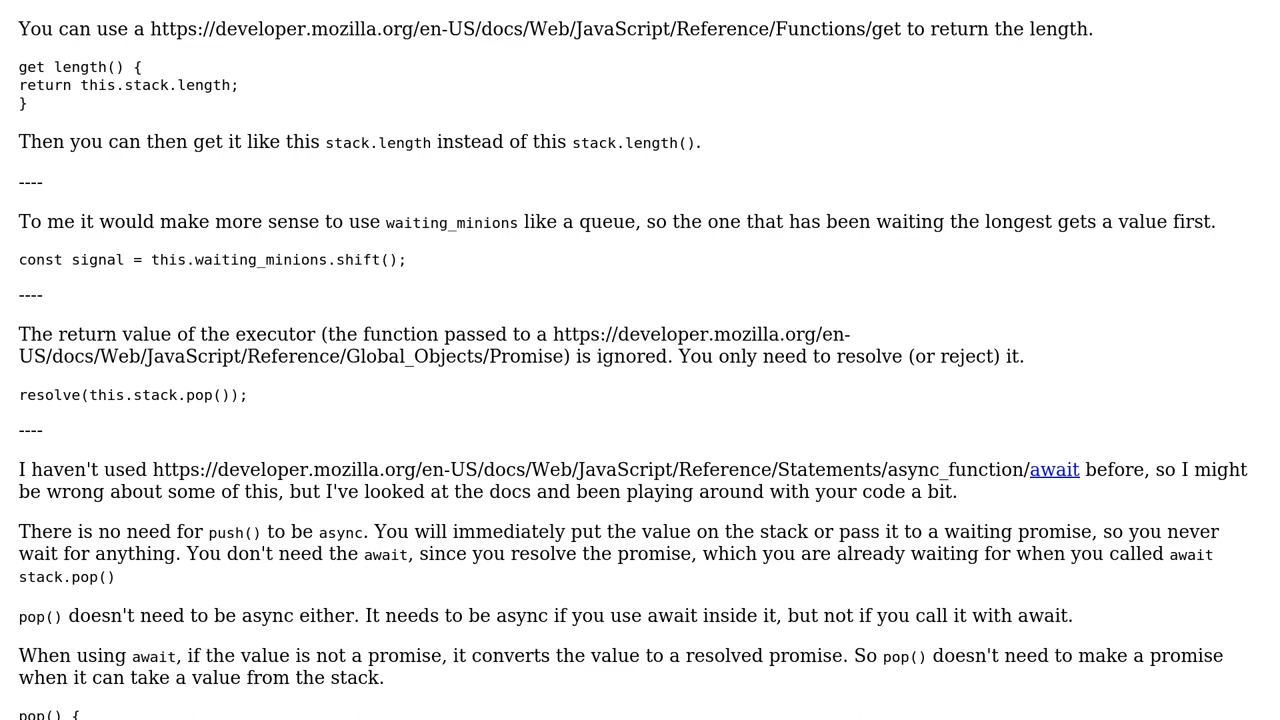 You can use a https://developer.mozilla.org/en-US/docs/Web/JavaScript/Reference/Functions/get to return the length.
get length() {
return this.stack.length;
}
Then you can then get it like this stack.length instead of this stack.length().
----
To me it would make more sense to use waiting_minions like a queue, so the one that has been waiting the longest gets a value first.
const signal = this.waiting_minions.shift();
----
The return value of the executor (the function passed to a https://developer.mozilla.org/en-
US/docs/Web/JavaScript/Reference/Global_Objects/Promise) is ignored. You only need to resolve (or reject) it.
resolve(this.stack.pop());
----
I haven't used https://developer.mozilla.org/en-US/docs/Web/JavaScript/Reference/Statements/async_function/await before, so I might
be wrong about some of this, but I've looked at the docs and been playing around with your code a bit.
There is no need for push() to be async. You will immediately put the value on the stack or pass it to a waiting promise, so you never
wait for anything. You don't need the await, since you resolve the promise, which you are already waiting for when you called await
stack.pop()
pop() doesn't need to be async either. It needs to be async if you use await inside it, but not if you call it with await.
When using await, if the value is not a promise, it converts the value to a resolved promise. So pop() doesn't need to make a promise
when it can take a value from the stack.
pop() {